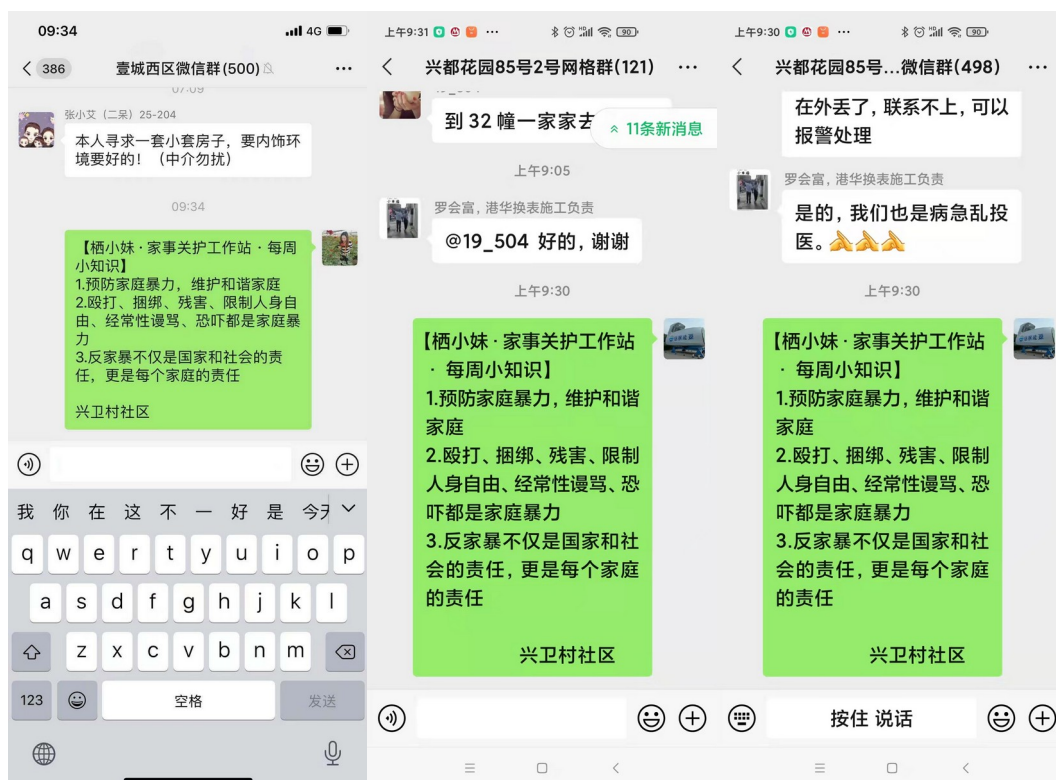 09:34
4G
386
壹城西区微信群(500)
07:09
张小艾（二呆）25-204
本人寻求一套小套房子，要内饰环
境要好的！（中介勿扰）
09:34
【栖小妹·家事关护工作站·每周
小知识】
1.预防家庭暴力，维护和谐家庭
2.殴打、捆绑、残害、限制人身自
由、经常性谩骂、恐吓都是家庭暴
力
3.反家暴不仅是国家和社会的责
任，更是每个家庭的责任
兴卫村社区
我 你 在 这 不 一 好 是 今天
q w e r t y u i o p
a s d f g h j k l
z x c v b n m
123 空格 发送
上午9:31
90
兴都花园85号2号网格群(121)
到 32 幢一家家去
11条新消息
上午9:05
罗会富，港华换表施工负责
@19_504 好的，谢谢
上午9:30
【栖小妹·家事关护工作站
·每周小知识】
1.预防家庭暴力，维护和谐
家庭
2.殴打、捆绑、残害、限制
人身自由、经常性谩骂、恐
吓都是家庭暴力
3.反家暴不仅是国家和社
会的责任，更是每个家庭
的责任
兴卫村社区
上午9:30
90
兴都花园85号...微信群(498)
在外丢了，联系不上，可以
报警处理
罗会富，港华换表施工负责
是的，我们也是病急乱投
医。
上午9:30
【栖小妹·家事关护工作站
·每周小知识】
1.预防家庭暴力，维护和谐
家庭
2.殴打、捆绑、残害、限制
人身自由、经常性谩骂、恐
吓都是家庭暴力
3.反家暴不仅是国家和社
会的责任，更是每个家庭
的责任
兴卫村社区
按住 说话